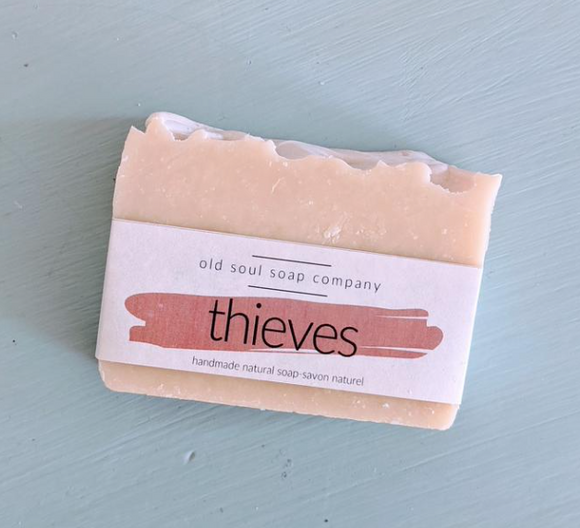 old soul soap company
thieves
handmade natural soap-savon naturel